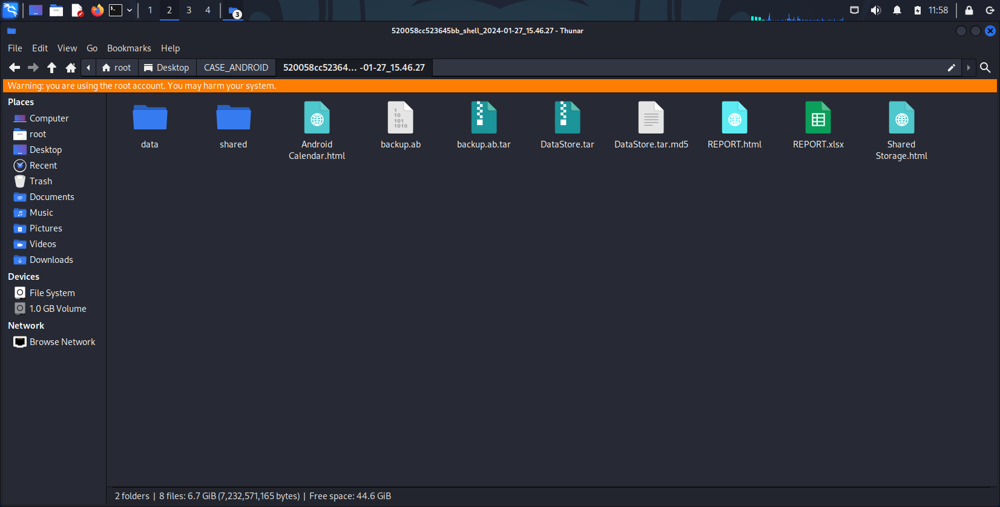 1 2 3 4 3 11:58
520058cc523645bb_shell_2024-01-27_15.46.27 - Thunar
File Edit View Go Bookmarks Help
root Desktop CASE_ANDROID 520058cc52364... -01-27_15.46.27
Warning: you are using the root account. You may harm your system.
Places
Computer
root
Desktop
Recent
Trash
Documents
Music
Pictures
Videos
Downloads
Devices
File System
1.0 GB Volume
Network
Browse Network
data
shared
Android
Calendar.html
1
10
101
1010
backup.ab
backup.ab.tar
DataStore.tar
DataStore.tar.md5
REPORT.html
REPORT.xlsx
Shared
Storage.html
2 folders | 8 files: 6.7 GiB (7,232,571,165 bytes) | Free space: 44.6 GiB